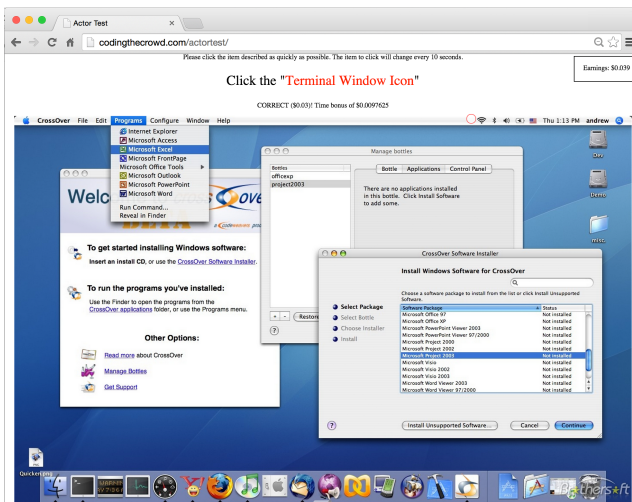 Actor Test
codingthecrowd.com/actortest/
Please click the item described as quickly as possible. The item to click will change every 10 seconds.
Earnings: $0.039
Click the "Terminal Window Icon"
CORRECT ($0.03)! Time bonus of $0.0097625
CrossOver File Edit Programs Configure Window Help
Thu 1:13 PM andrew
Internet Explorer
Microsoft Access
Microsoft Excel
Microsoft FrontPage
Microsoft Office Tools
Microsoft Outlook
Microsoft PowerPoint
Microsoft Word
Run Command...
Reveal in Finder
Manage bottles
Bottles
officexp
project2003
Bottle Applications Control Panel
There are no applications installed
in this bottle. Click Install Software
to add some.
Dev
Demo
misc
To get started installing Windows software:
Insert an install CD, or use the CrossOver Software Installer.
To run the programs you've installed:
Use the Finder to open the programs from the
CrossOver applications folder, or use the Programs menu.
Other Options:
Read more about CrossOver
Manage Bottles
Get Support
+ - Restore
?
CrossOver Software Installer
Install Windows Software for CrossOver
Choose a software package to install from the list or click Install Unsupported
Software.
Select Package
Select Bottle
Choose Installer
Install
Software Package Status
Microsoft Office 97 Not installed
Microsoft Office XP Not installed
Microsoft PowerPoint Viewer 2003 Not installed
Microsoft PowerPoint Viewer 97/2000 Not installed
Microsoft Project 2000 Not installed
Microsoft Project 2002 Not installed
Microsoft Project 2003 Not installed
Microsoft Visio Not installed
Microsoft Visio 2002 Not installed
Microsoft Visio 2003 Not installed
Microsoft Word Viewer 2003 Not installed
Microsoft Word Viewer 97/2000 Not installed
? Install Unsupported Software... Cancel Continue
Quicken.png